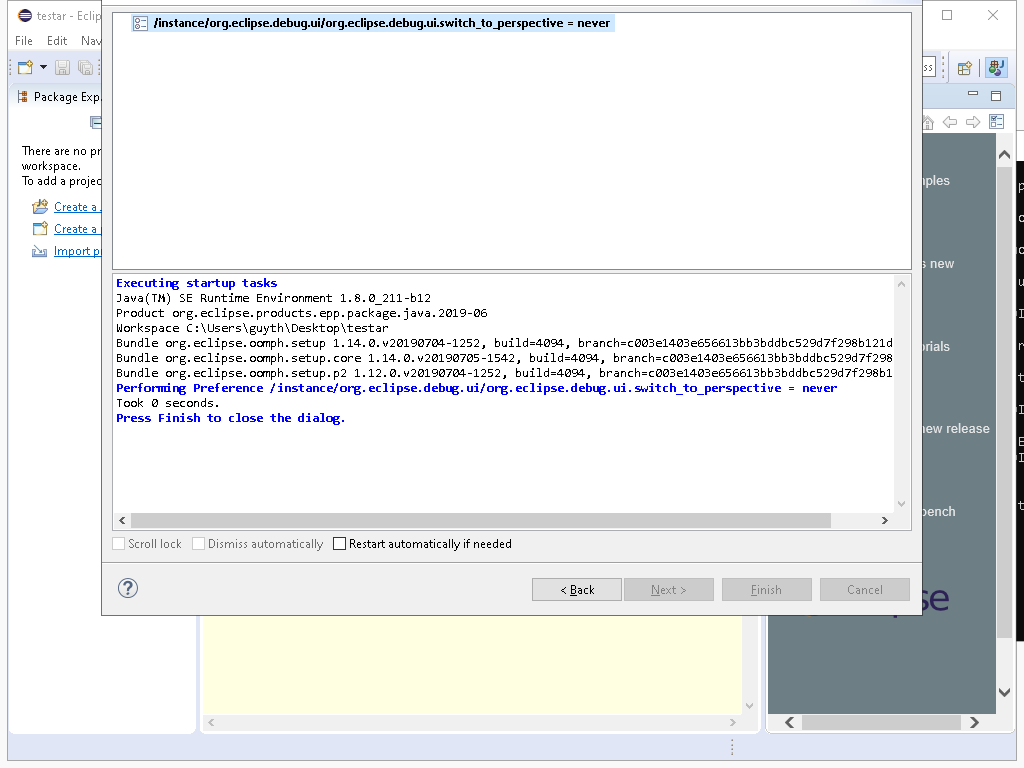 testar - Eclip
/instance/org.eclipse.debug.ui/org.eclipse.debug.ui.switch_to_perspective = never
File Edit Nav
ss
Package Exp
There are no pr
workspace.
To add a projec
Create a
Create a
Import p
ples
s new
rials
ew release
bench
Executing startup tasks
Java(TM) SE Runtime Environment 1.8.0_211-b12
Product org.eclipse.products.epp.package.java.2019-06
Workspace C:\Users\guyth\Desktop\testar
Bundle org.eclipse.oomph.setup 1.14.0.v20190704-1252, build=4094, branch=c003e1403e656613bb3bddbc529d7f298b121d
Bundle org.eclipse.oomph.setup.core 1.14.0.v20190705-1542, build=4094, branch=c003e1403e656613bb3bddbc529d7f298
Bundle org.eclipse.oomph.setup.p2 1.12.0.v20190704-1252, build=4094, branch=c003e1403e656613bb3bddbc529d7f298b1
Performing Preference /instance/org.eclipse.debug.ui/org.eclipse.debug.ui.switch_to_perspective = never
Took 0 seconds.
Press Finish to close the dialog.
Scroll lock Dismiss automatically Restart automatically if needed
? < Back Next > Finish Cancel
se